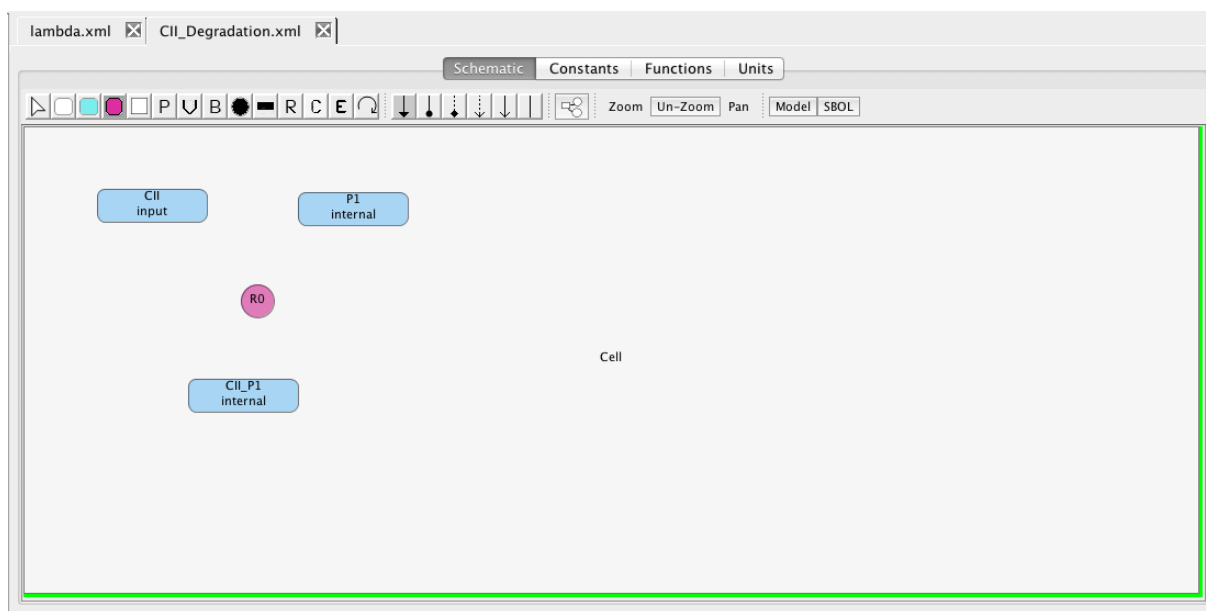 lambda.xml CII_Degradation.xml
Schematic Constants Functions Units
P V B R C E Zoom Un-Zoom Pan Model SBOL
CII
input
P1
internal
R0
Cell
CII_P1
internal